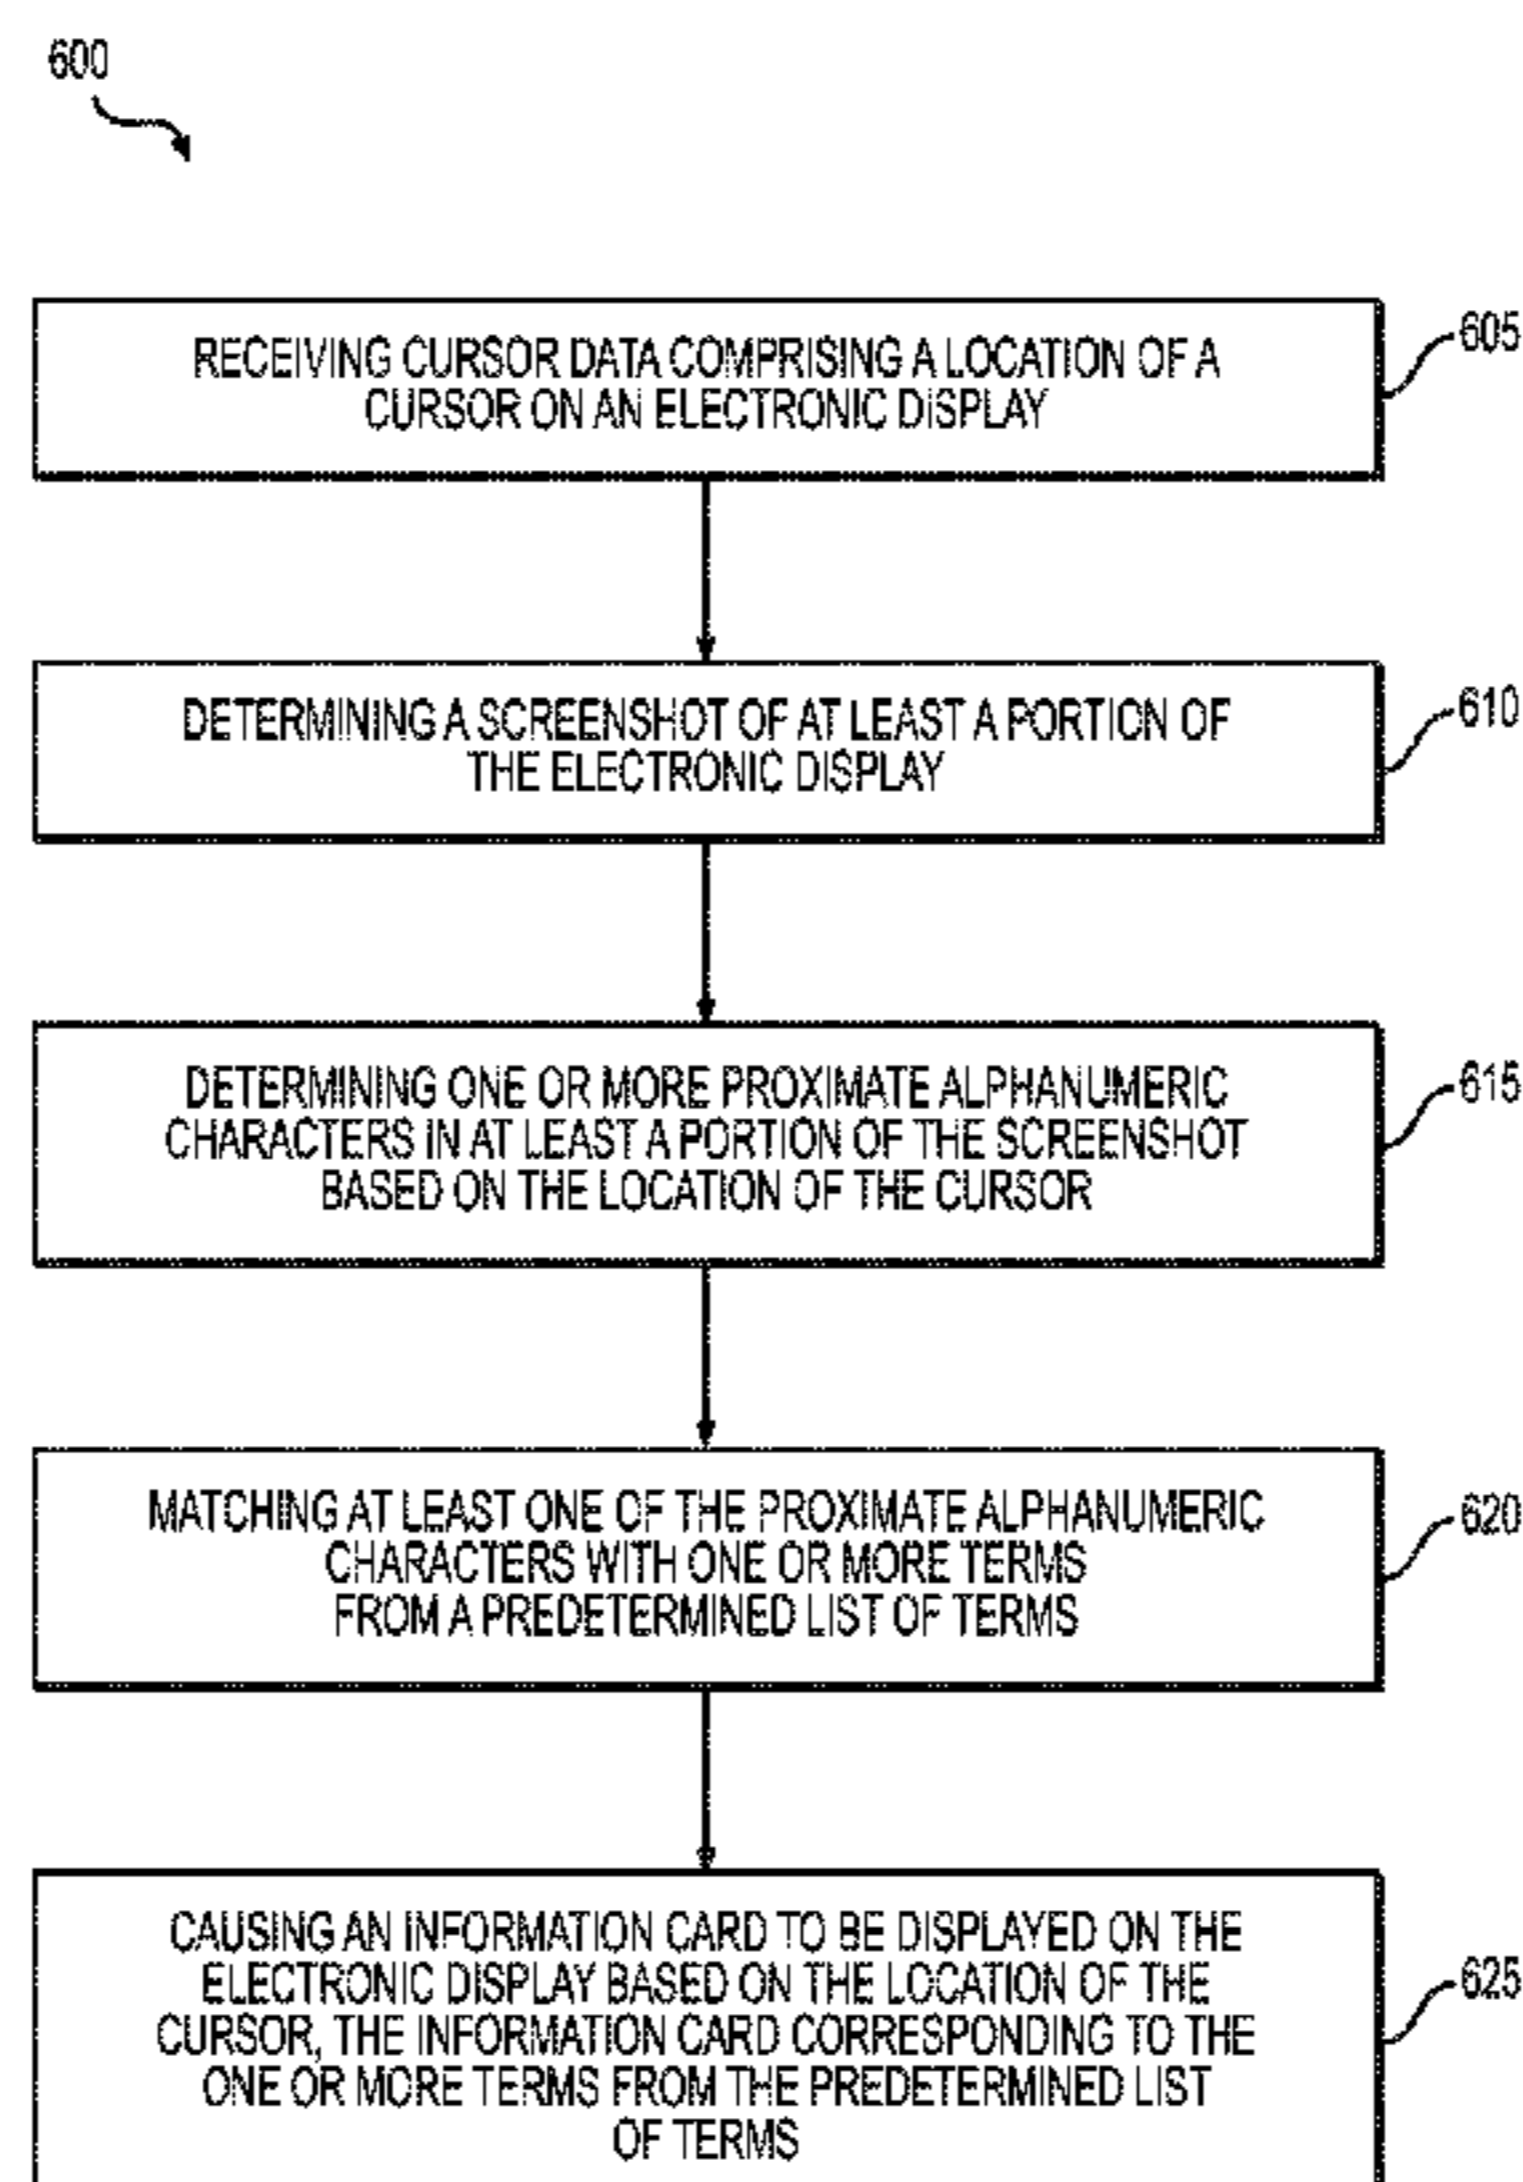 600
RECEIVING CURSOR DATA COMPRISING A LOCATION OF A
CURSOR ON AN ELECTRONIC DISPLAY
605
DETERMINING A SCREENSHOT OF AT LEAST A PORTION OF
THE ELECTRONIC DISPLAY
610
DETERMINING ONE OR MORE PROXIMATE ALPHANUMERIC
CHARACTERS IN AT LEAST A PORTION OF THE SCREENSHOT
BASED ON THE LOCATION OF THE CURSOR
615
MATCHING AT LEAST ONE OF THE PROXIMATE ALPHANUMERIC
CHARACTERS WITH ONE OR MORE TERMS
FROM A PREDETERMINED LIST OF TERMS
620
CAUSING AN INFORMATION CARD TO BE DISPLAYED ON THE
ELECTRONIC DISPLAY BASED ON THE LOCATION OF THE
CURSOR, THE INFORMATION CARD CORRESPONDING TO THE
ONE OR MORE TERMS FROM THE PREDETERMINED LIST
OF TERMS
625